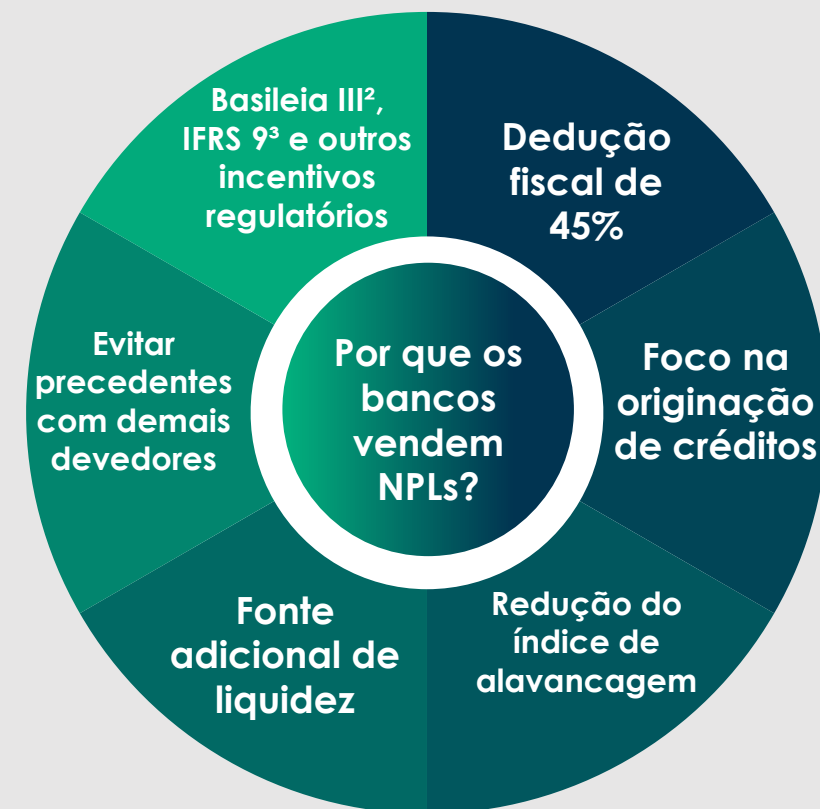 Por que os
bancos
vendem
NPLs?
Dedução
fiscal de
45%
Foco na
originação
de créditos
Redução do
índice de
alavancagem
Fonte
adicional de
liquidez
Evitar
precedentes
com demais
devedores
Basileia III²,
IFRS 9³ e outros
incentivos
regulatórios